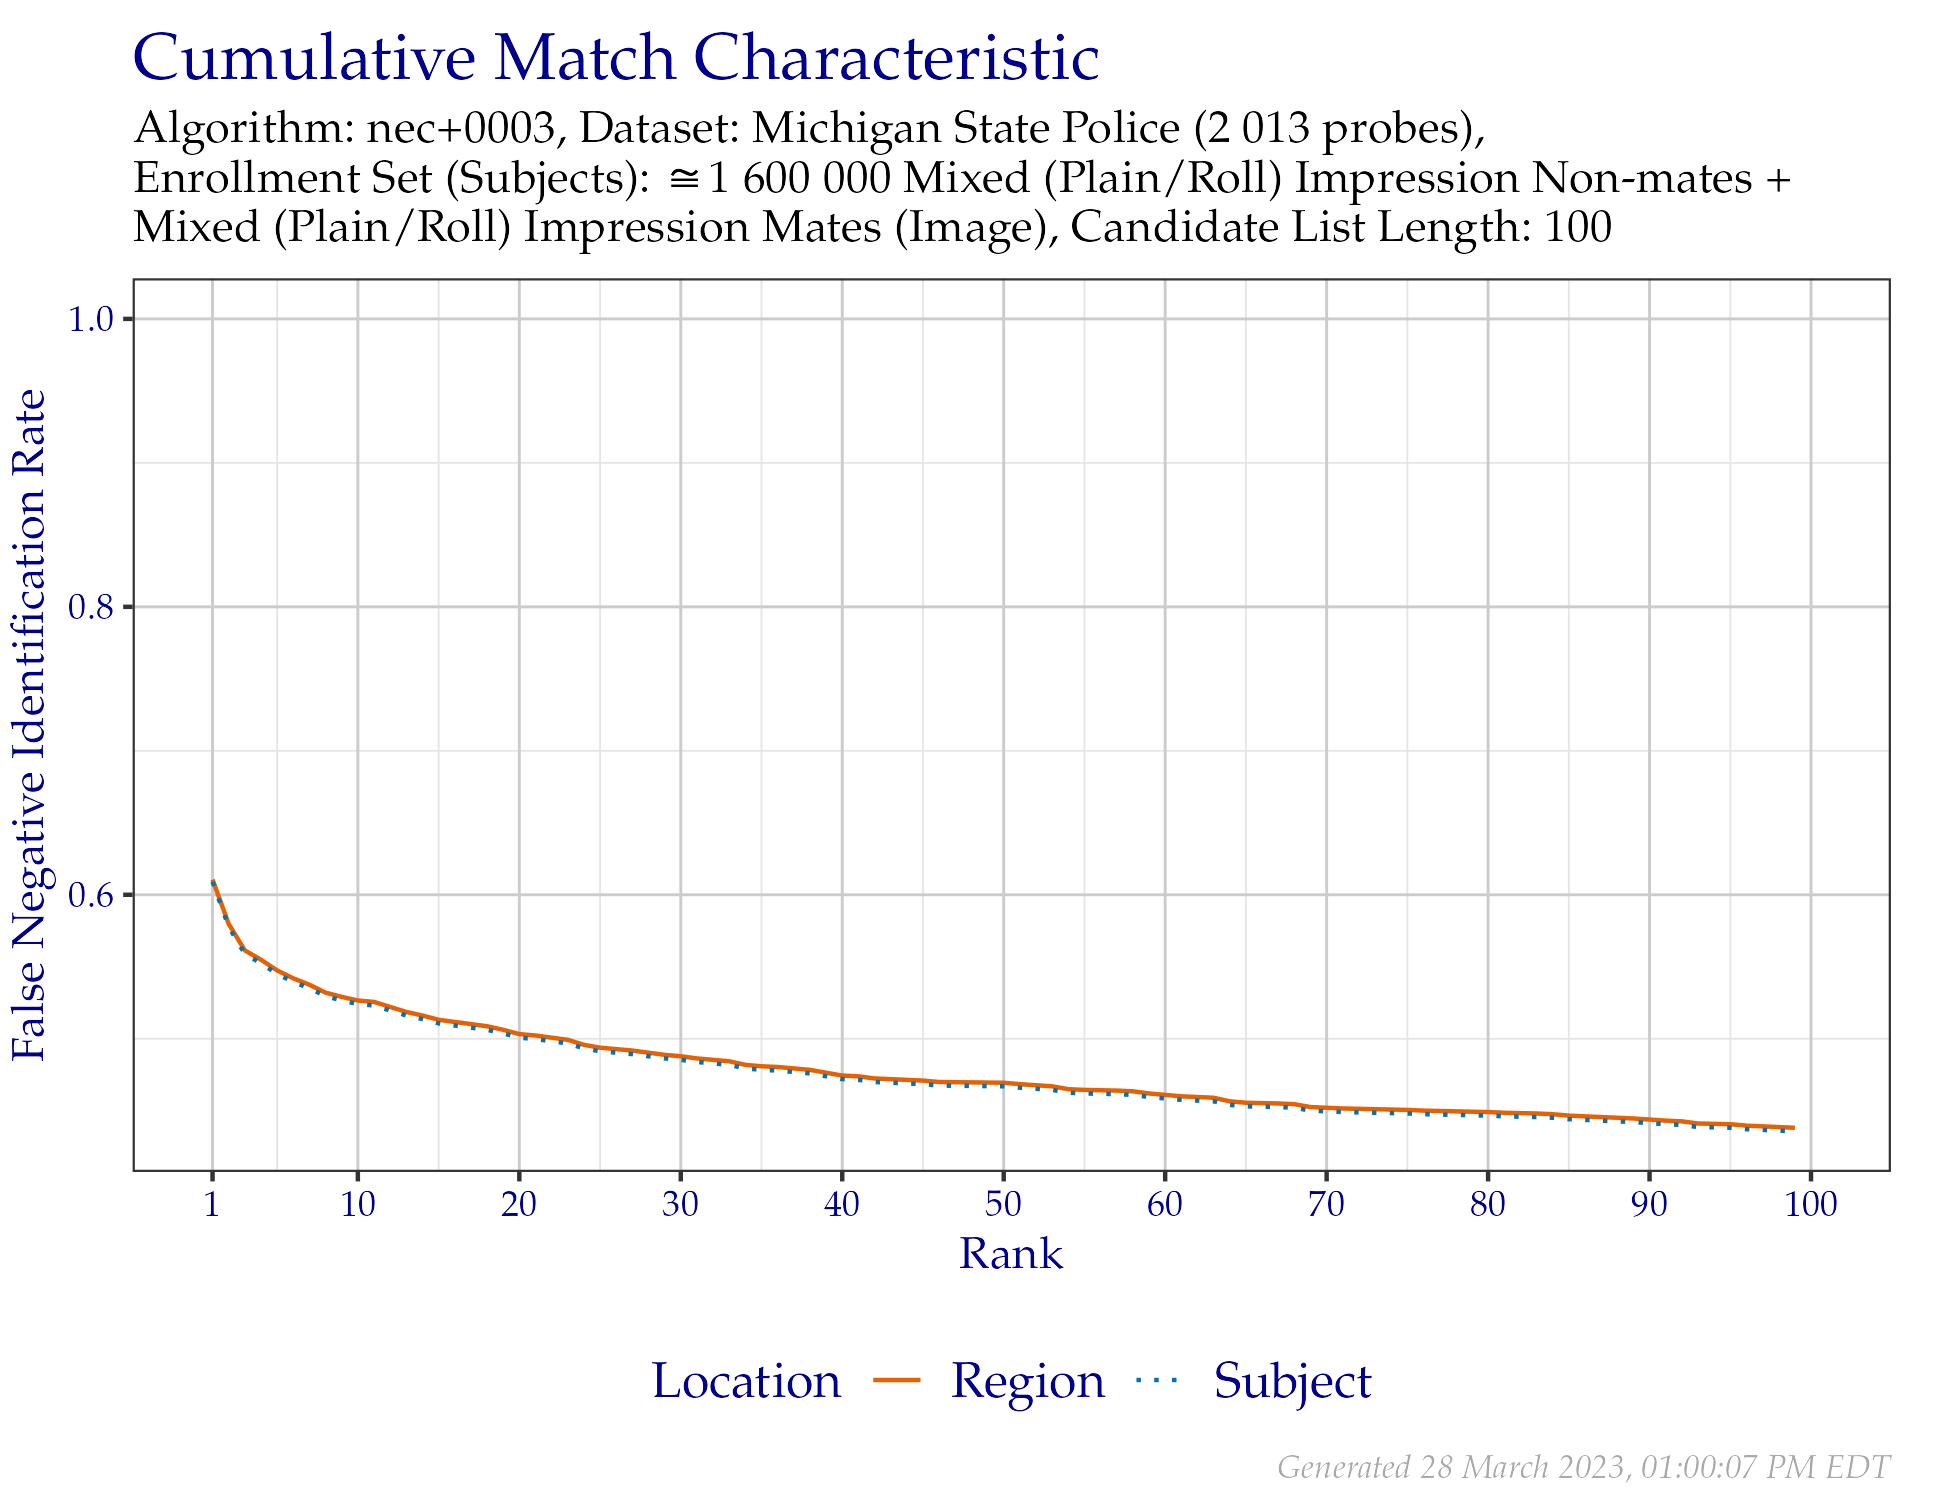 Cumulative Match Characteristic
Algorithm: nec+0003, Dataset: Michigan State Police (2 013 probes),
Enrollment Set (Subjects): ≅ 1 600 000 Mixed (Plain/Roll) Impression Non-mates +
Mixed (Plain/Roll) Impression Mates (Image), Candidate List Length: 100
False Negative Identification Rate
1.0
0.8
0.6
1 10 20 30 40 50 60 70 80 90 100
Rank
Location Region Subject
Generated 28 March 2023, 01:00:07 PM EDT